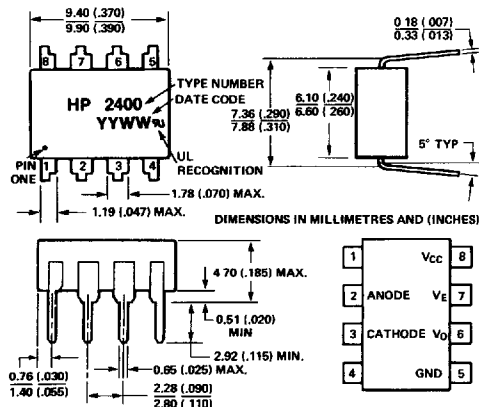 9.40 (.370)
9.90 (.390)
8 7 6 5
HP 2400
YYWW
TYPE NUMBER
DATE CODE
UL
RECOGNITION
PIN
ONE
1 2 3 4
1.78 (.070) MAX.
1.19 (.047) MAX.
0.18 (.007)
0.33 (.013)
7.36 (.290)
7.88 (.310)
6.10 (.240)
6.60 (.260)
5° TYP
DIMENSIONS IN MILLIMETRES AND (INCHES)
4.70 (.185) MAX.
0.51 (.020)
MIN
2.92 (.115) MIN.
0.76 (.030)
1.40 (.055)
0.65 (.025) MAX.
2.28 (.090)
2.80 (.110)
1 VCC 8
2 ANODE VE 7
3 CATHODE VO 6
4 GND 5